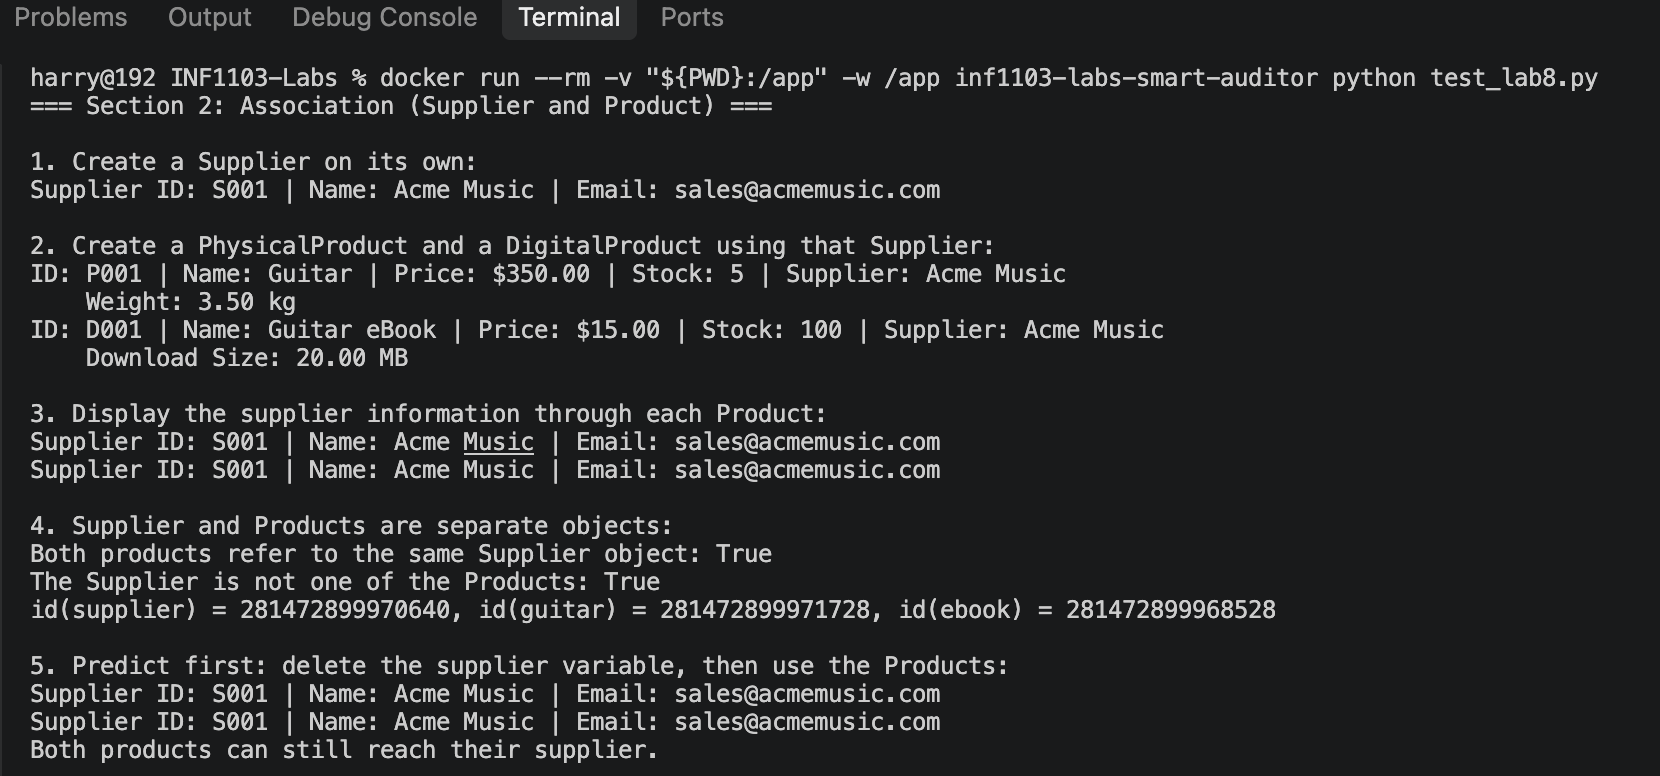 Problems Output Debug Console Terminal Ports
harry@192 INF1103-Labs % docker run --rm -v "${PWD}:/app" -w /app inf1103-labs-smart-auditor python test_lab8.py
=== Section 2: Association (Supplier and Product) ===
1. Create a Supplier on its own:
Supplier ID: S001 | Name: Acme Music | Email: sales@acmemusic.com
2. Create a PhysicalProduct and a DigitalProduct using that Supplier:
ID: P001 | Name: Guitar | Price: $350.00 | Stock: 5 | Supplier: Acme Music
    Weight: 3.50 kg
ID: D001 | Name: Guitar eBook | Price: $15.00 | Stock: 100 | Supplier: Acme Music
    Download Size: 20.00 MB
3. Display the supplier information through each Product:
Supplier ID: S001 | Name: Acme Music | Email: sales@acmemusic.com
Supplier ID: S001 | Name: Acme Music | Email: sales@acmemusic.com
4. Supplier and Products are separate objects:
Both products refer to the same Supplier object: True
The Supplier is not one of the Products: True
id(supplier) = 281472899970640, id(guitar) = 281472899971728, id(ebook) = 281472899968528
5. Predict first: delete the supplier variable, then use the Products:
Supplier ID: S001 | Name: Acme Music | Email: sales@acmemusic.com
Supplier ID: S001 | Name: Acme Music | Email: sales@acmemusic.com
Both products can still reach their supplier.